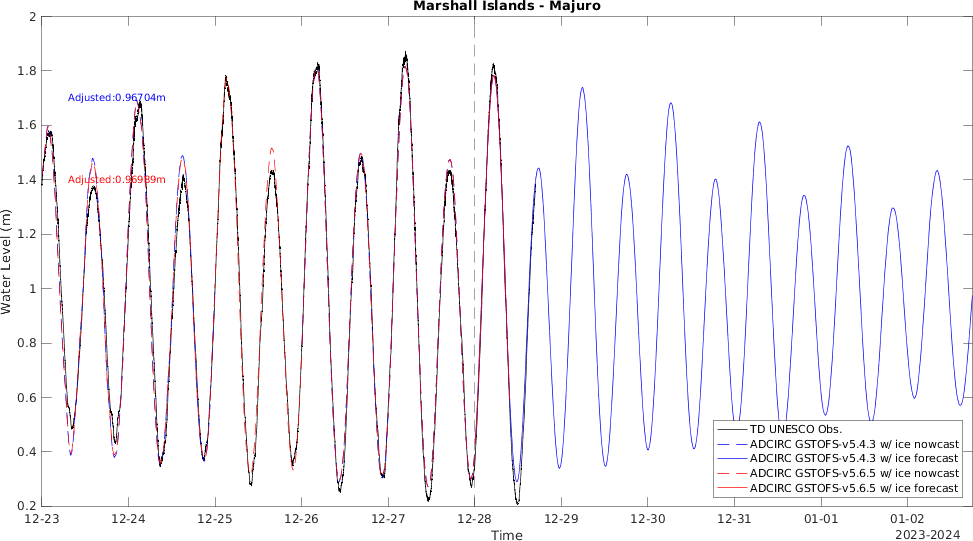 Marshall Islands - Majuro
2
1.8
1.6
1.4
1.2
1
0.8
0.6
0.4
0.2
Water Level (m)
Adjusted:0.96704m
Adjusted:0.96989m
TD UNESCO Obs.
ADCIRC GSTOFS-v5.4.3 w/ ice nowcast
ADCIRC GSTOFS-v5.4.3 w/ ice forecast
ADCIRC GSTOFS-v5.6.5 w/ ice nowcast
ADCIRC GSTOFS-v5.6.5 w/ ice forecast
12-23 12-24 12-25 12-26 12-27 12-28 12-29 12-30 12-31 01-01 01-02
Time
2023-2024